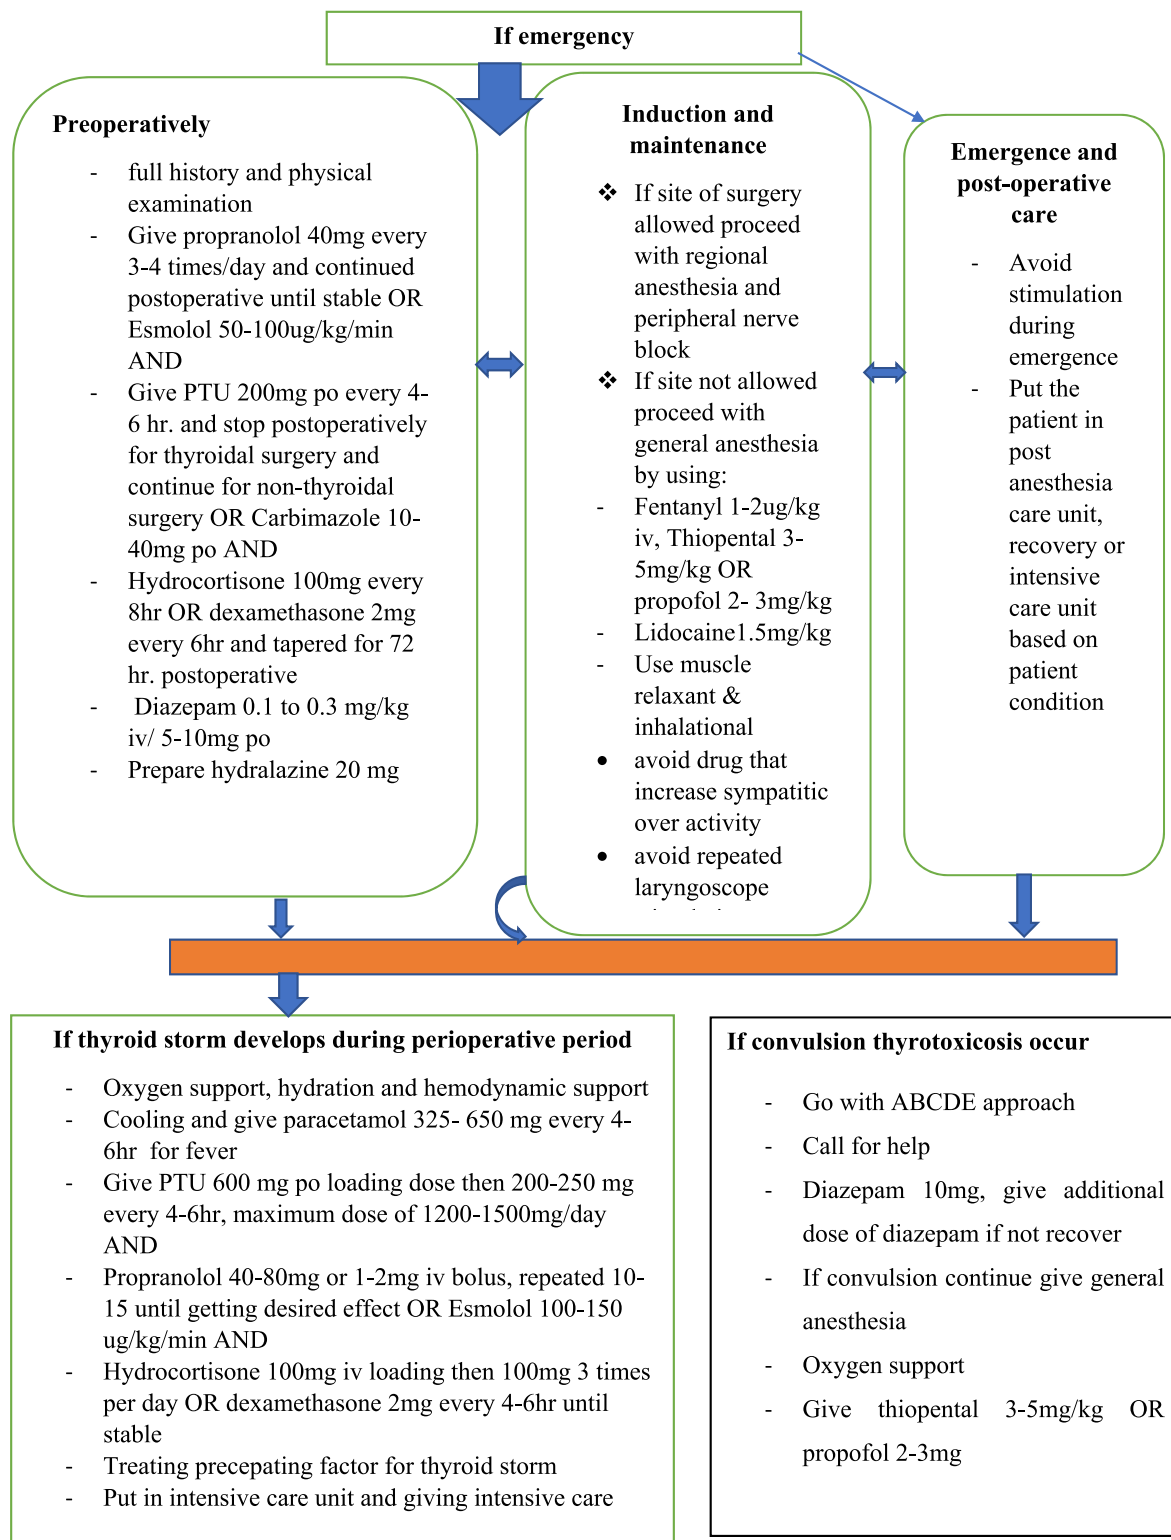 If emergency
Preoperatively
- full history and physical
examination
- Give propranolol 40mg every
3-4 times/day and continued
postoperative until stable OR
Esmolol 50-100ug/kg/min
AND
- Give PTU 200mg po every 4-
6 hr. and stop postoperatively
for thyroidal surgery and
continue for non-thyroidal
surgery OR Carbimazole 10-
40mg po AND
- Hydrocortisone 100mg every
8hr OR dexamethasone 2mg
every 6hr and tapered for 72
hr. postoperative
- Diazepam 0.1 to 0.3 mg/kg
iv/ 5-10mg po
- Prepare hydralazine 20 mg
Induction and
maintenance
❖ If site of surgery
allowed proceed
with regional
anesthesia and
peripheral nerve
block
❖ If site not allowed
proceed with
general anesthesia
by using:
- Fentanyl 1-2ug/kg
iv, Thiopental 3-
5mg/kg OR
propofol 2- 3mg/kg
- Lidocaine1.5mg/kg
- Use muscle
relaxant &
inhalational
• avoid drug that
increase sympatitic
over activity
• avoid repeated
laryngoscope
Emergence and
post-operative
care
- Avoid
stimulation
during
emergence
- Put the
patient in
post
anesthesia
care unit,
recovery or
intensive
care unit
based on
patient
condition
If thyroid storm develops during perioperative period
- Oxygen support, hydration and hemodynamic support
- Cooling and give paracetamol 325- 650 mg every 4-
6hr for fever
- Give PTU 600 mg po loading dose then 200-250 mg
every 4-6hr, maximum dose of 1200-1500mg/day
AND
- Propranolol 40-80mg or 1-2mg iv bolus, repeated 10-
15 until getting desired effect OR Esmolol 100-150
ug/kg/min AND
- Hydrocortisone 100mg iv loading then 100mg 3 times
per day OR dexamethasone 2mg every 4-6hr until
stable
- Treating precepating factor for thyroid storm
- Put in intensive care unit and giving intensive care
If convulsion thyrotoxicosis occur
- Go with ABCDE approach
- Call for help
- Diazepam 10mg, give additional
dose of diazepam if not recover
- If convulsion continue give general
anesthesia
- Oxygen support
- Give thiopental 3-5mg/kg OR
propofol 2-3mg